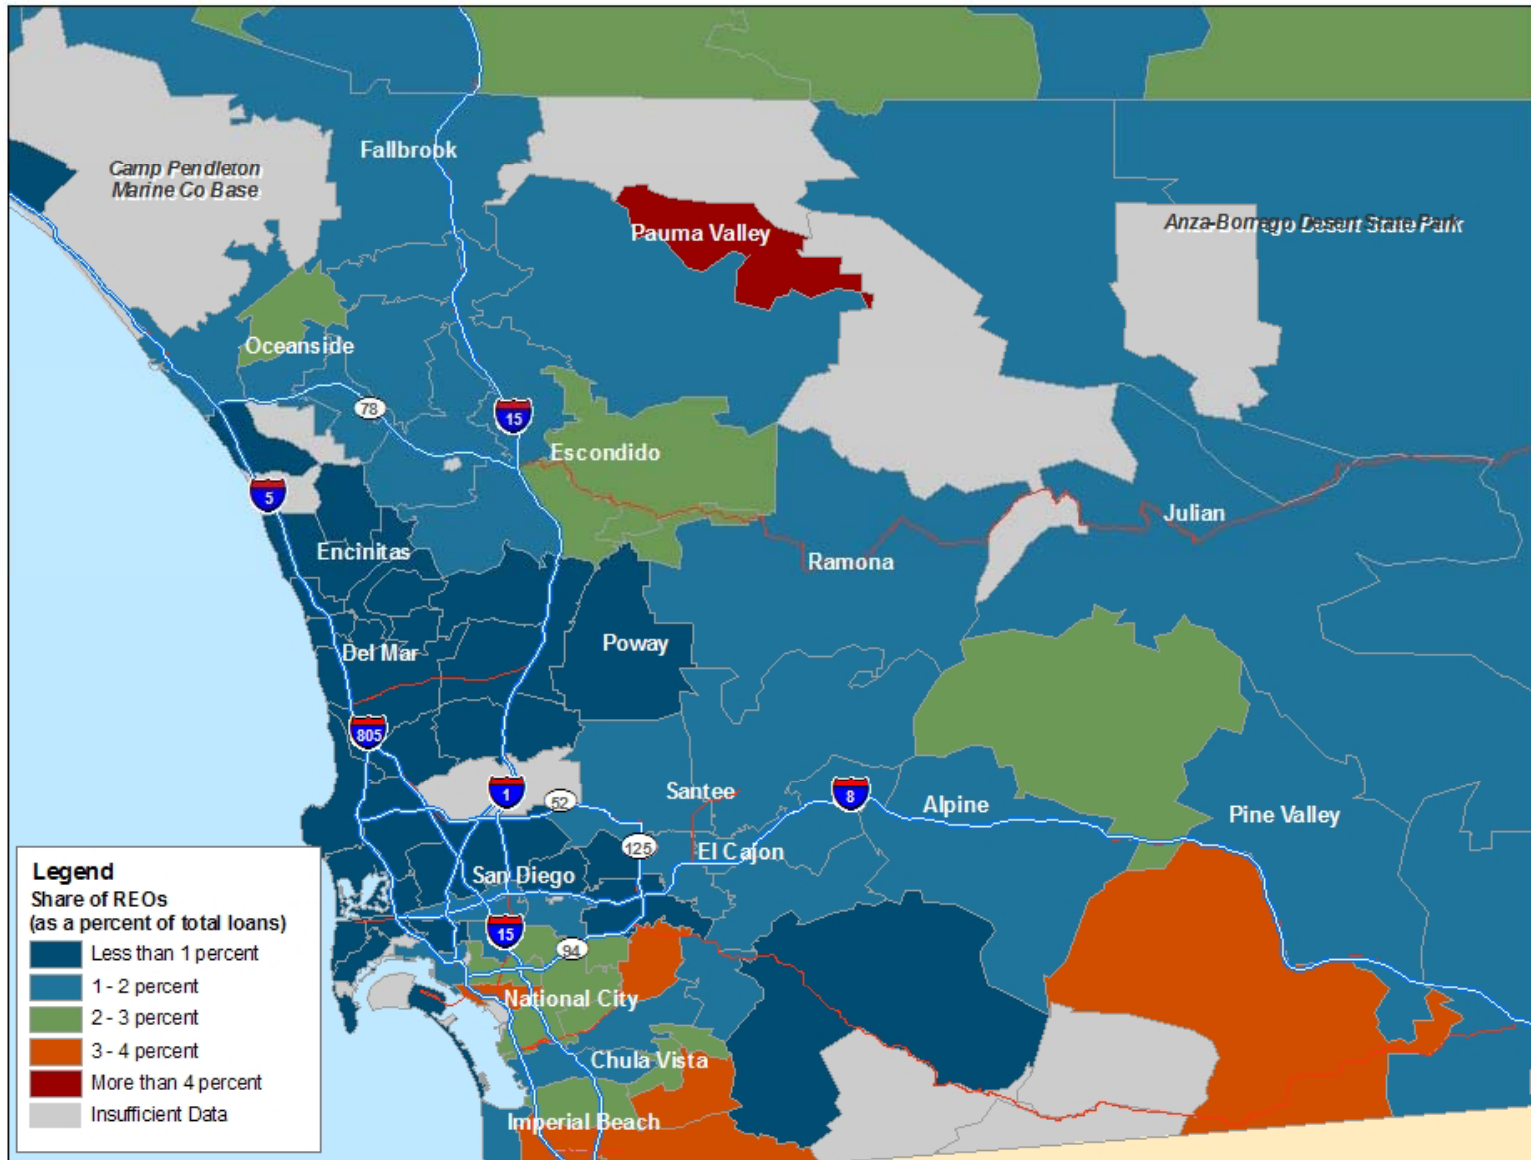 Fallbrook
Camp Pendleton
Marine Co Base
Pauma Valley
Anza-Borrego Desert State Park
Oceanside
78
15
Escondido
5
Julian
Encinitas
Ramona
Poway
Del Mar
805
Santee
1
52
8
Alpine
Pine Valley
125
El Cajon
San Diego
15
94
National City
Chula Vista
Imperial Beach
Legend
Share of REOs
(as a percent of total loans)
Less than 1 percent
1 - 2 percent
2 - 3 percent
3 - 4 percent
More than 4 percent
Insufficient Data